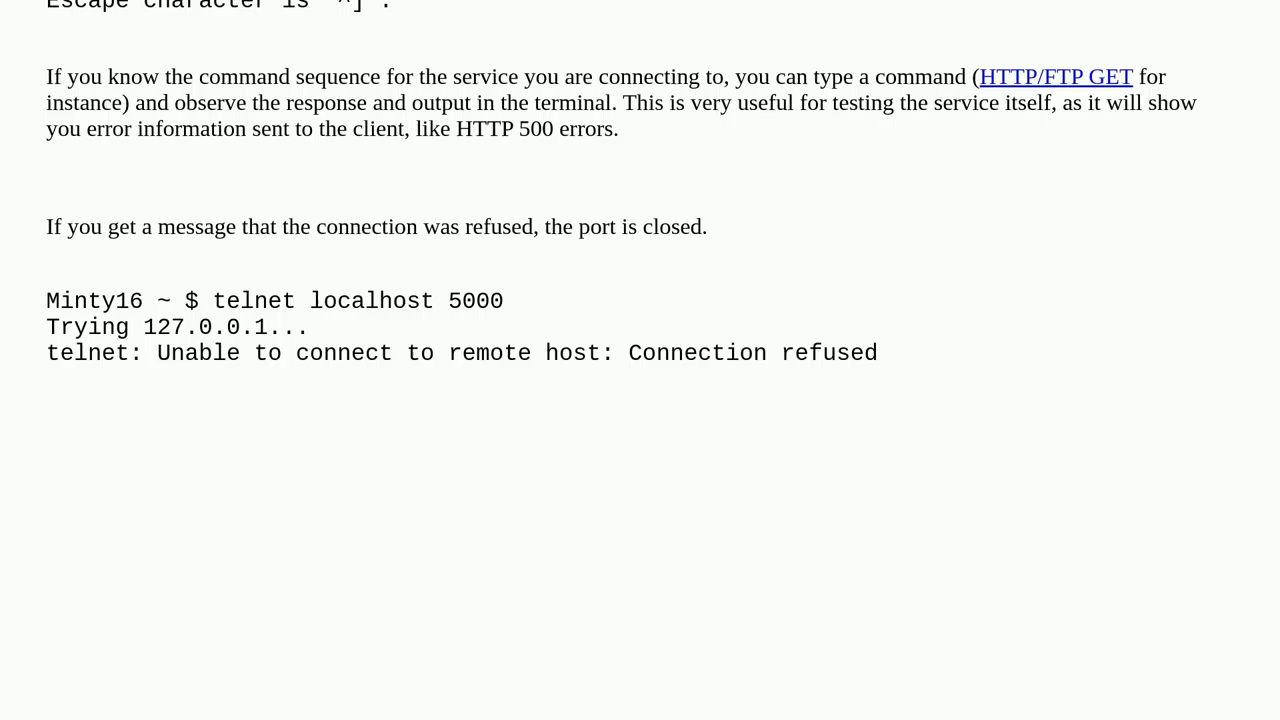 Escape character is '^]'.
If you know the command sequence for the service you are connecting to, you can type a command (HTTP/FTP GET for
instance) and observe the response and output in the terminal. This is very useful for testing the service itself, as it will show
you error information sent to the client, like HTTP 500 errors.
If you get a message that the connection was refused, the port is closed.
Minty16 ~ $ telnet localhost 5000
Trying 127.0.0.1...
telnet: Unable to connect to remote host: Connection refused